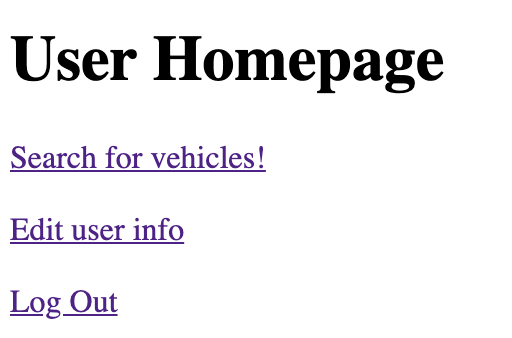 User Homepage
Search for vehicles!
Edit user info
Log Out